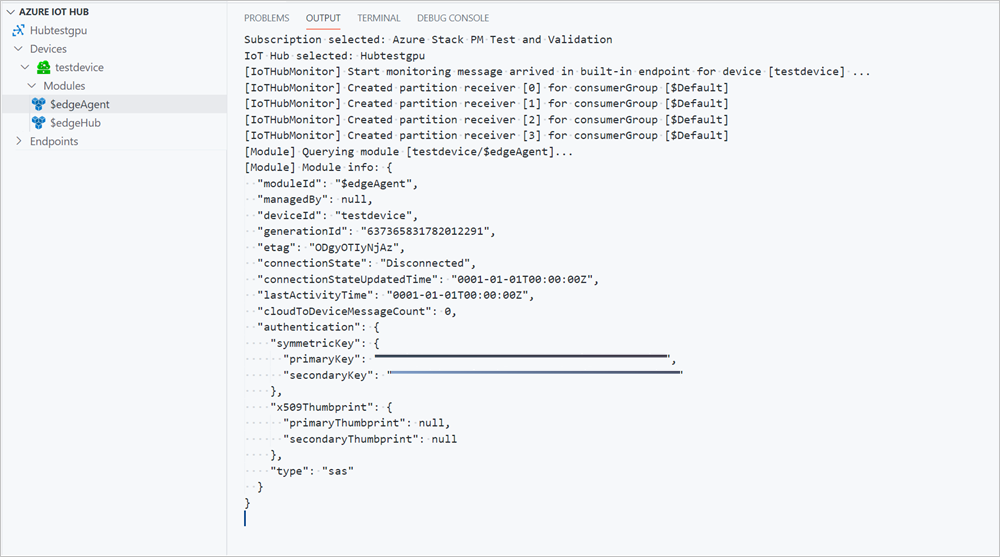 AZURE IOT HUB
Hubtestgpu
Devices
testdevice
Modules
$edgeAgent
$edgeHub
Endpoints
PROBLEMS OUTPUT TERMINAL DEBUG CONSOLE
Subscription selected: Azure Stack PM Test and Validation
IoT Hub selected: Hubtestgpu
[IoTHubMonitor] Start monitoring message arrived in built-in endpoint for device [testdevice] ...
[IoTHubMonitor] Created partition receiver [0] for consumerGroup [$Default]
[IoTHubMonitor] Created partition receiver [1] for consumerGroup [$Default]
[IoTHubMonitor] Created partition receiver [2] for consumerGroup [$Default]
[IoTHubMonitor] Created partition receiver [3] for consumerGroup [$Default]
[Module] Querying module [testdevice/$edgeAgent]...
[Module] Module info: {
  "moduleId": "$edgeAgent",
  "managedBy": null,
  "deviceId": "testdevice",
  "generationId": "637365831782012291",
  "etag": "ODgyOTIyNjAz",
  "connectionState": "Disconnected",
  "connectionStateUpdatedTime": "0001-01-01T00:00:00Z",
  "lastActivityTime": "0001-01-01T00:00:00Z",
  "cloudToDeviceMessageCount": 0,
  "authentication": {
    "symmetricKey": {
      "primaryKey": "",
      "secondaryKey": ""
    },
    "x509Thumbprint": {
      "primaryThumbprint": null,
      "secondaryThumbprint": null
    },
    "type": "sas"
  }
}